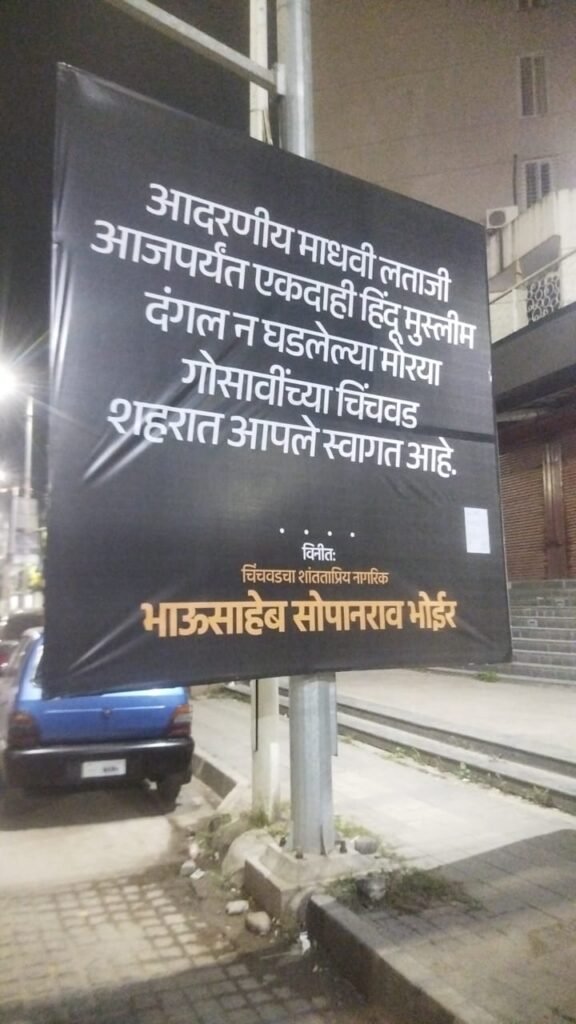 आदरणीय माधवी लताजी
आजपर्यंत एकदाही हिंदू मुस्लीम
दंगल न घडलेल्या मोरया
गोसावींच्या चिंचवड
शहरात आपले स्वागत आहे.
. . . .
विनीत:
चिंचवडचा शांतताप्रिय नागरिक
भाऊसाहेब सोपानराव भोईर